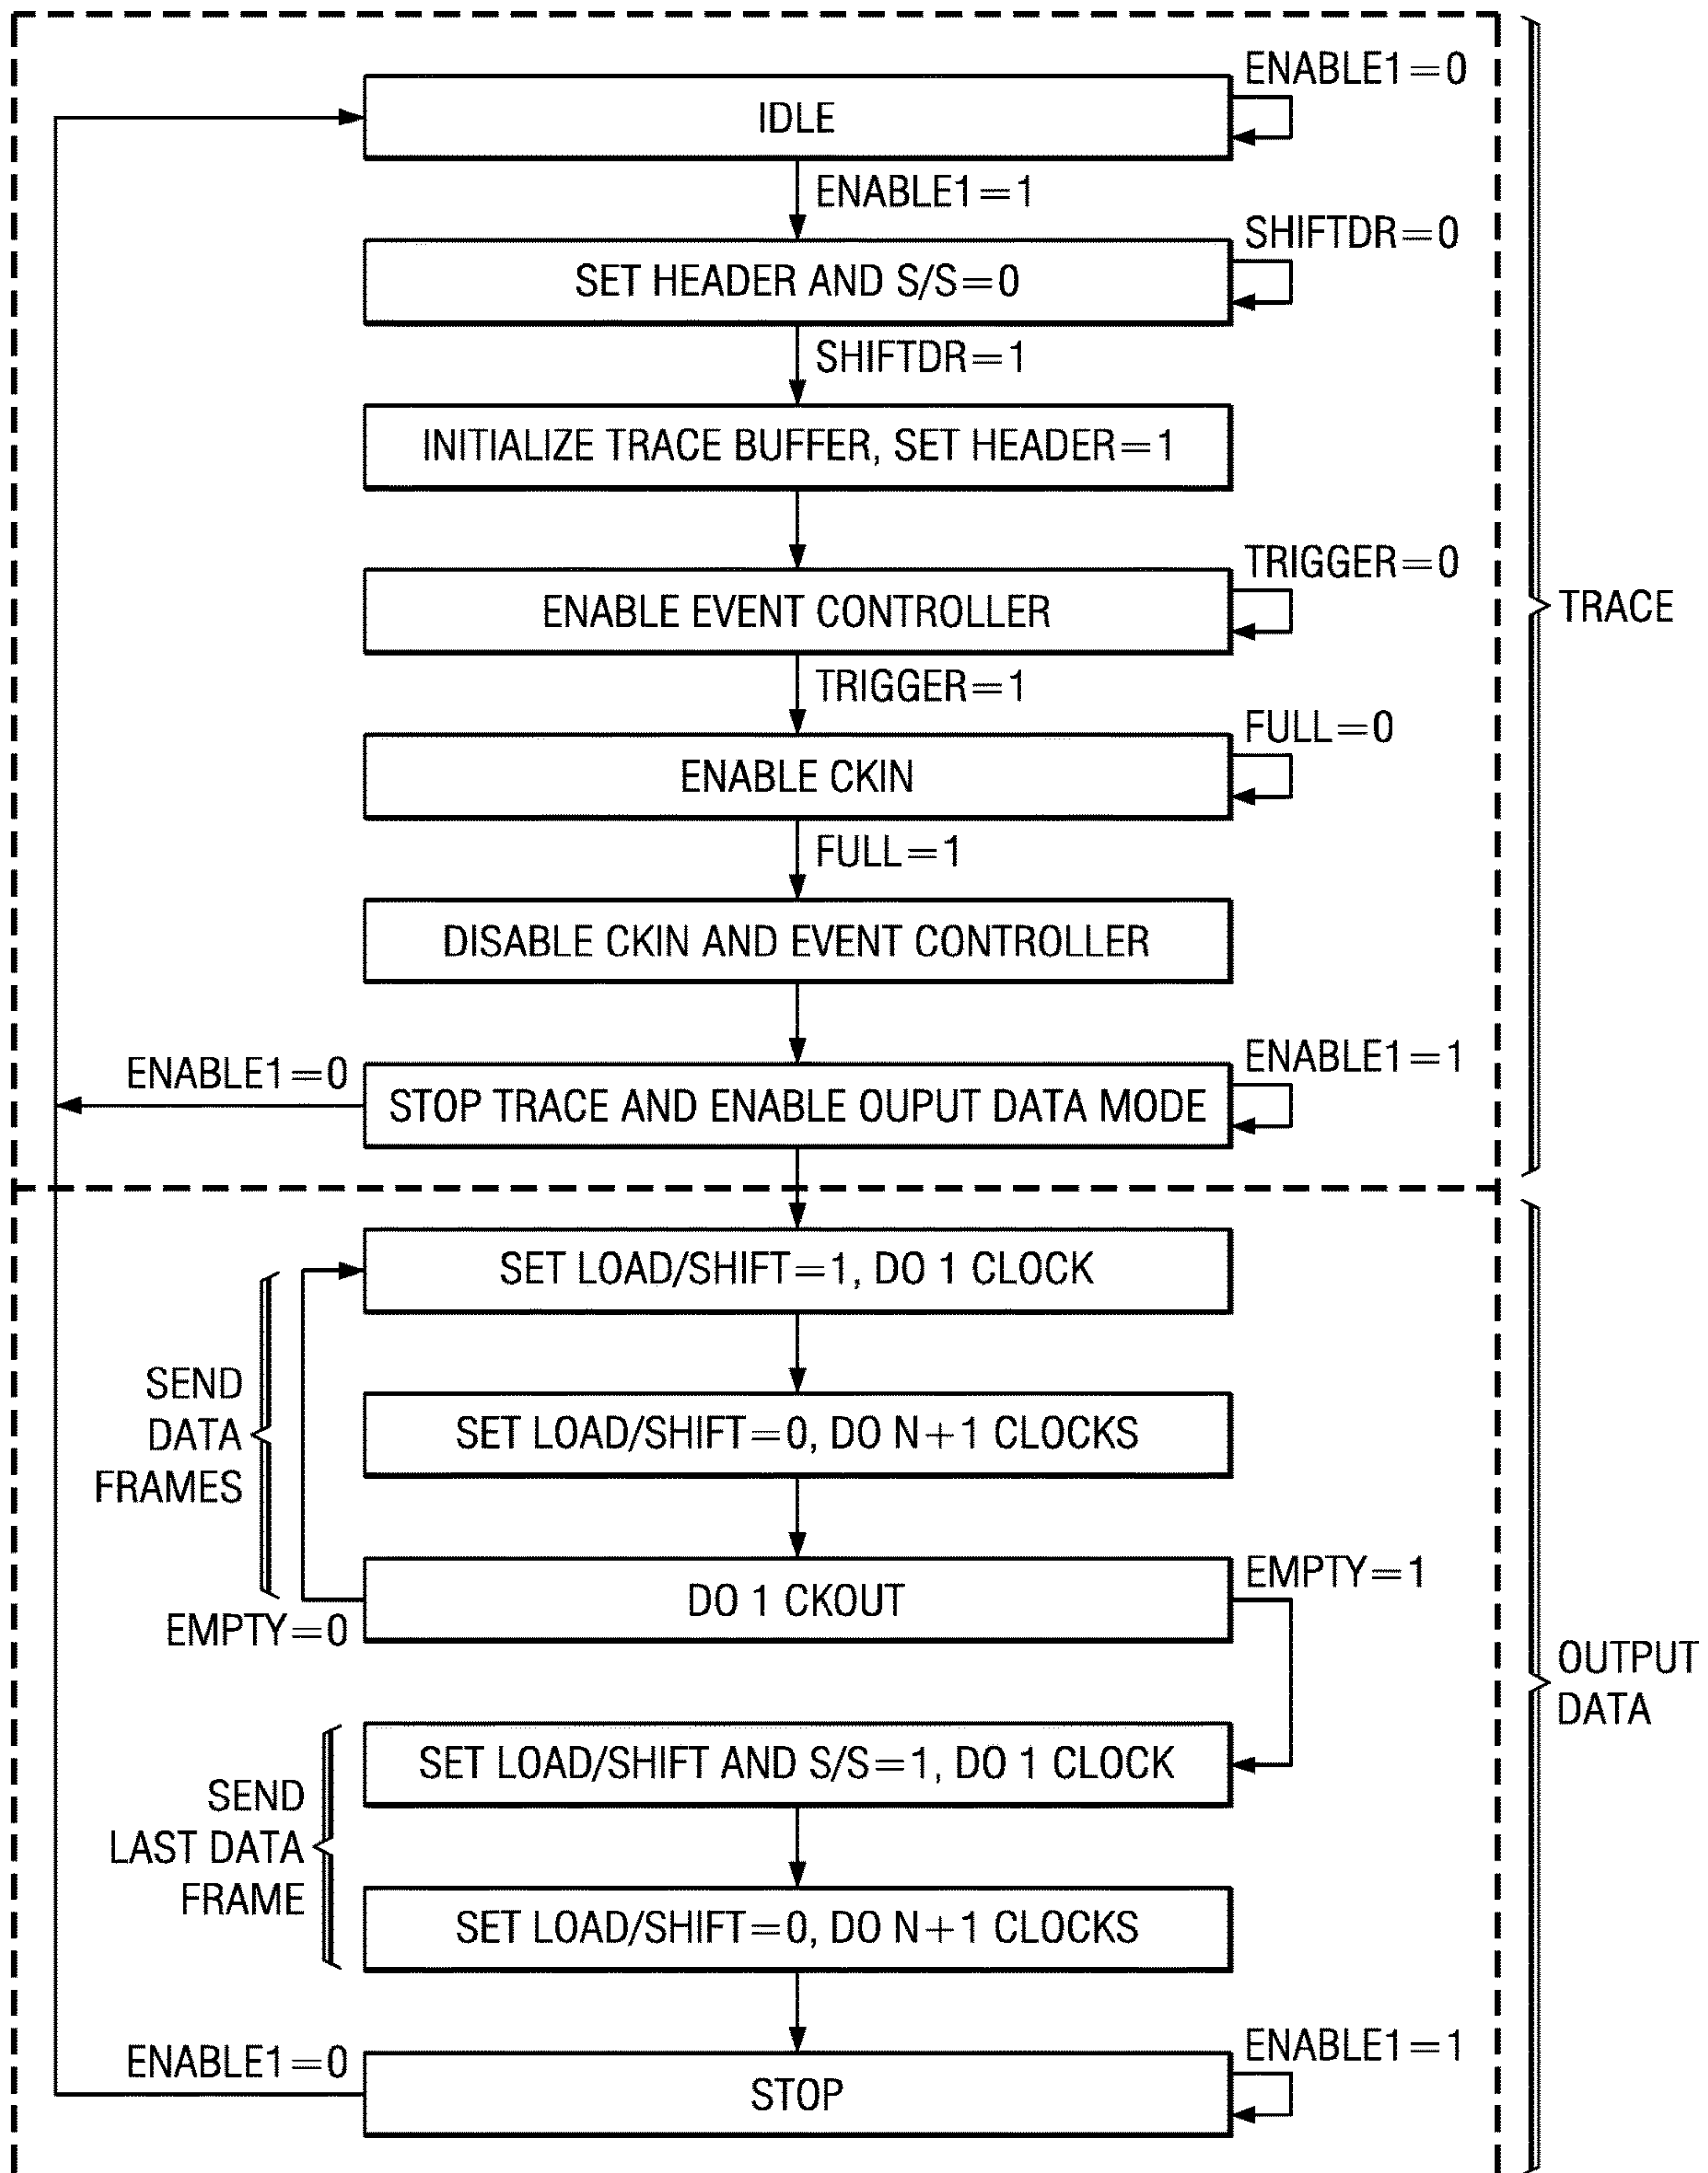 ENABLE1=0
IDLE
ENABLE1=1
SHIFTDR=0
SET HEADER AND S/S=0
SHIFTDR=1
INITIALIZE TRACE BUFFER, SET HEADER=1
TRIGGER=0
ENABLE EVENT CONTROLLER
TRACE
TRIGGER=1
FULL=0
ENABLE CKIN
FULL=1
DISABLE CKIN AND EVENT CONTROLLER
ENABLE1=0
ENABLE1=1
STOP TRACE AND ENABLE OUPUT DATA MODE
SET LOAD/SHIFT=1, DO 1 CLOCK
SEND
DATA
FRAMES
SET LOAD/SHIFT=0, DO N+1 CLOCKS
EMPTY=1
DO 1 CKOUT
EMPTY=0
OUTPUT
DATA
SET LOAD/SHIFT AND S/S=1, DO 1 CLOCK
SEND
LAST DATA
FRAME
SET LOAD/SHIFT=0, DO N+1 CLOCKS
ENABLE1=0
ENABLE1=1
STOP